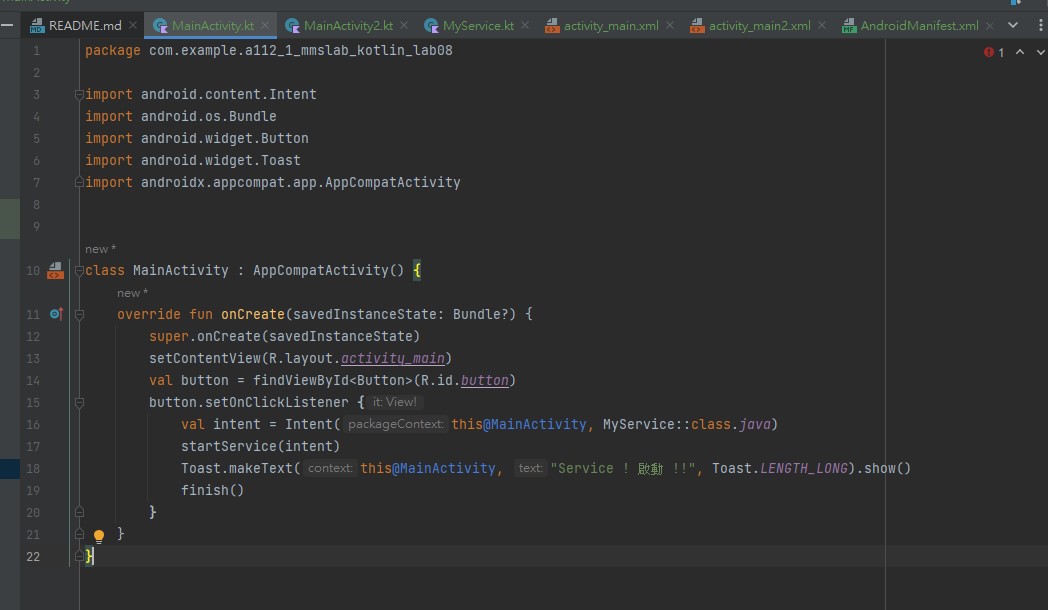 README.md MainActivity.kt MainActivity2.kt MyService.kt activity_main.xml activity_main2.xml AndroidManifest.xml
1 package com.example.a112_1_mmslab_kotlin_lab08 1
2
3 import android.content.Intent
4 import android.os.Bundle
5 import android.widget.Button
6 import android.widget.Toast
7 import androidx.appcompat.app.AppCompatActivity
8
9
new *
10 class MainActivity : AppCompatActivity() {
new *
11 override fun onCreate(savedInstanceState: Bundle?) {
12 super.onCreate(savedInstanceState)
13 setContentView(R.layout.activity_main)
14 val button = findViewById<Button>(R.id.button)
15 button.setOnClickListener { it: View!
16 val intent = Intent( packageContext: this@MainActivity, MyService::class.java)
17 startService(intent)
18 Toast.makeText( context: this@MainActivity, text: "Service ! 啟動 !!", Toast.LENGTH_LONG).show()
19 finish()
20 }
21 }
22 }